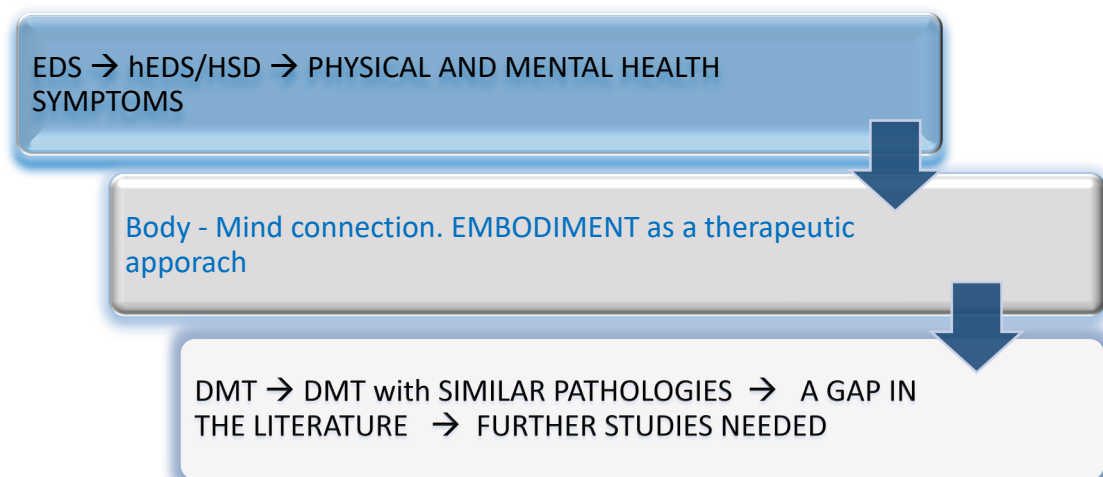 EDS → hEDS/HSD → PHYSICAL AND MENTAL HEALTH
SYMPTOMS
Body - Mind connection. EMBODIMENT as a therapeutic
apporach
DMT → DMT with SIMILAR PATHOLOGIES → A GAP IN
THE LITERATURE → FURTHER STUDIES NEEDED